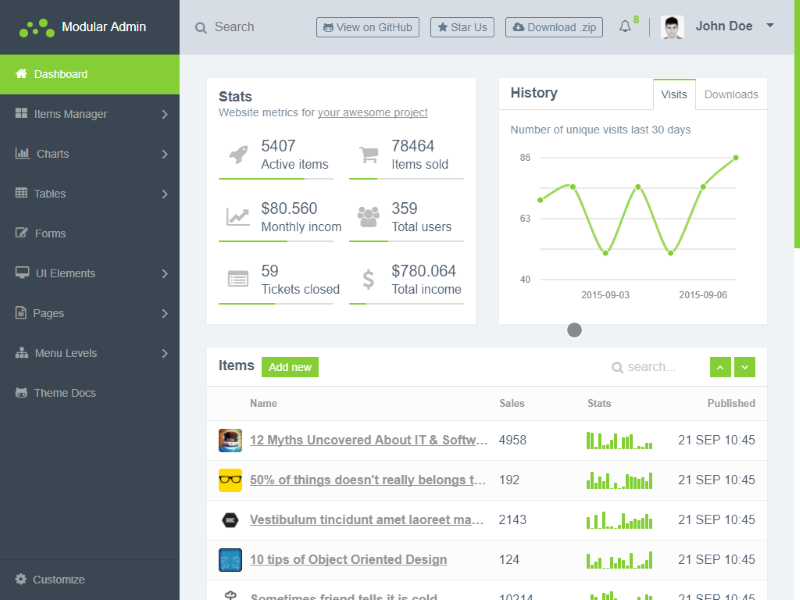 Modular Admin
Search
View on GitHub
Star Us
Download .zip
8
John Doe
Dashboard
Items Manager
Charts
Tables
Forms
UI Elements
Pages
Menu Levels
Theme Docs
Customize
Stats
Website metrics for your awesome project
5407
Active items
78464
Items sold
$80.560
Monthly incom
359
Total users
59
Tickets closed
$780.064
Total income
History
Visits
Downloads
Number of unique visits last 30 days
86
63
40
2015-09-03
2015-09-06
Items
Add new
search...
Name Sales Stats Published
12 Myths Uncovered About IT & Softw... 4958 21 SEP 10:45
50% of things doesn't really belongs t... 192 21 SEP 10:45
Vestibulum tincidunt amet laoreet ma... 2143 21 SEP 10:45
10 tips of Object Oriented Design 124 21 SEP 10:45
Sometimes friend tells it is cold 10214 21 SEP 10:45